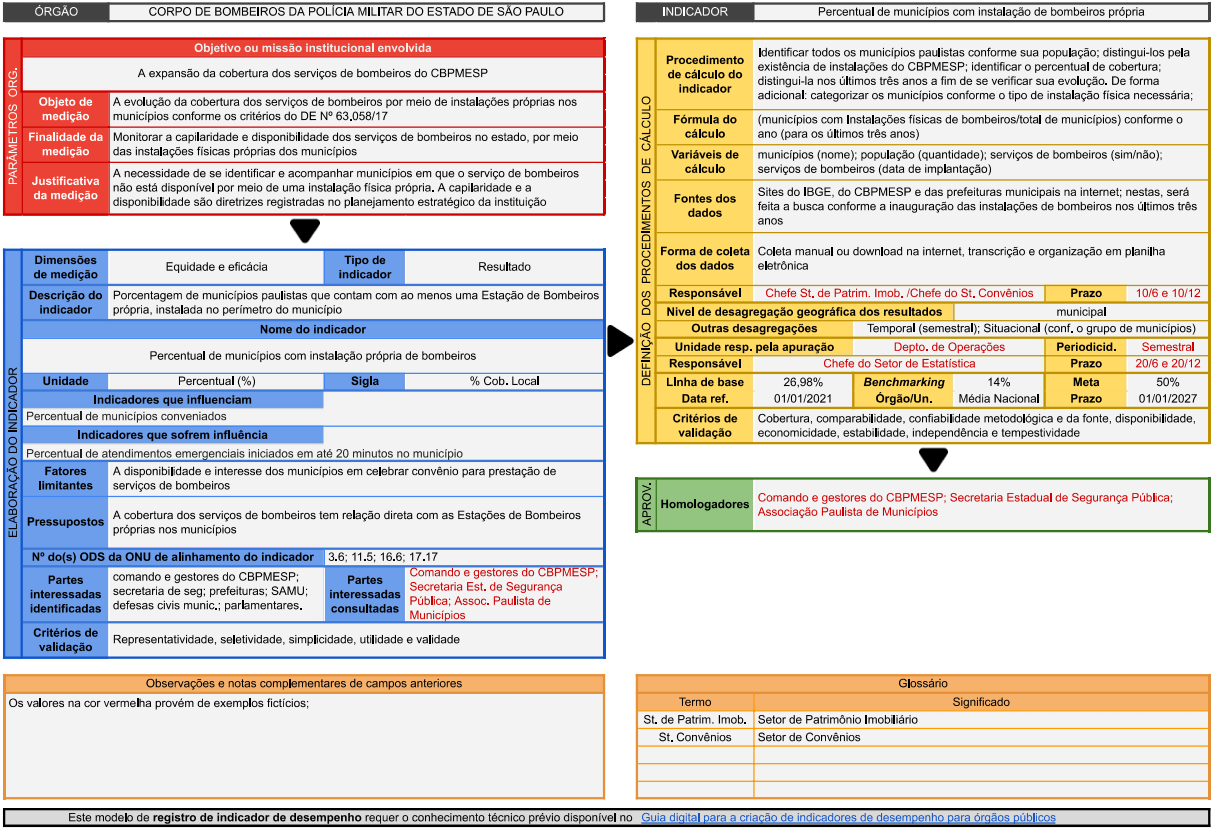 ÓRGÃO
CORPO DE BOMBEIROS DA POLÍCIA MILITAR DO ESTADO DE SÃO PAULO
PARÂMETROS ORG.
Objetivo ou missão institucional envolvida
A expansão da cobertura dos serviços de bombeiros do CBPMESP
Objeto de
medição
A evolução da cobertura dos serviços de bombeiros por meio de instalações próprias nos
municípios conforme os critérios do DE Nº 63.058/17
Finalidade da
medição
Monitorar a capilaridade e disponibilidade dos serviços de bombeiros no estado, por meio
das instalações físicas próprias dos municípios
Justificativa
da medição
A necessidade de se identificar e acompanhar municípios em que o serviço de bombeiros
não está disponível por meio de uma instalação física própria. A capilaridade e a
disponibilidade são diretrizes registradas no planejamento estratégico da instituição
ELABORAÇÃO DO INDICADOR
Dimensões
de medição
Equidade e eficácia
Tipo de
indicador
Resultado
Descrição do
indicador
Porcentagem de municípios paulistas que contam com ao menos uma Estação de Bombeiros
própria, instalada no perímetro do município
Nome do indicador
Percentual de municípios com instalação própria de bombeiros
Unidade
Percentual (%)
Sigla
% Cob. Local
Indicadores que influenciam
Percentual de municípios conveniados
Indicadores que sofrem influência
Percentual de atendimentos emergenciais iniciados em até 20 minutos no município
Fatores
limitantes
A disponibilidade e interesse dos municípios em celebrar convênio para prestação de
serviços de bombeiros
Pressupostos
A cobertura dos serviços de bombeiros tem relação direta com as Estações de Bombeiros
próprias nos municípios
Nº do(s) ODS da ONU de alinhamento do indicador
3.6; 11.5; 16.6; 17.17
Partes
interessadas
identificadas
comando e gestores do CBPMESP;
secretaria de seg; prefeituras; SAMU;
defesas civis munic.; parlamentares.
Partes
interessadas
consultadas
Comando e gestores do CBPMESP;
Secretaria Est. de Segurança
Pública; Assoc. Paulista de
Municípios
Critérios de
validação
Representatividade, seletividade, simplicidade, utilidade e validade
Observações e notas complementares de campos anteriores
Os valores na cor vermelha provém de exemplos fictícios;
INDICADOR
Percentual de municípios com instalação de bombeiros própria
DEFINIÇÃO DOS PROCEDIMENTOS DE CÁLCULO
Procedimento
de cálculo do
indicador
Identificar todos os municípios paulistas conforme sua população; distingui-los pela
existência de instalações do CBPMESP; identificar o percentual de cobertura;
distingui-la nos últimos três anos a fim de se verificar sua evolução. De forma
adicional: categorizar os municípios conforme o tipo de instalação física necessária;
Fórmula do
cálculo
(municípios com Instalações físicas de bombeiros/total de municípios) conforme o
ano (para os últimos três anos)
Variáveis de
cálculo
municípios (nome); população (quantidade); serviços de bombeiros (sim/não);
serviços de bombeiros (data de implantação)
Fontes dos
dados
Sites do IBGE, do CBPMESP e das prefeituras municipais na internet; nestas, será
feita a busca conforme a inauguração das instalações de bombeiros nos últimos três
anos
Forma de coleta
dos dados
Coleta manual ou download na internet, transcrição e organização em planilha
eletrônica
Responsável
Chefe St. de Patrim. Imob. /Chefe do St. Convênios
Prazo
10/6 e 10/12
Nivel de desagregação geográfica dos resultados
municipal
Outras desagregações
Temporal (semestral); Situacional (conf. o grupo de municípios)
Unidade resp. pela apuração
Depto. de Operações
Periodicid.
Semestral
Responsável
Chefe do Setor de Estatística
Prazo
20/6 e 20/12
LInha de base
26,98%
Benchmarking
14%
Meta
50%
Data ref.
01/01/2021
Órgão/Un.
Média Nacional
Prazo
01/01/2027
Critérios de
validação
Cobertura, comparabilidade, confiabilidade metodológica e da fonte, disponibilidade,
economicidade, estabilidade, independência e tempestividade
APROV.
Homologadores
Comando e gestores do CBPMESP; Secretaria Estadual de Segurança Pública;
Associação Paulista de Municípios
Glossário
Termo
Significado
St. de Patrim. Imob.
Setor de Patrimônio Imobiliário
St. Convênios
Setor de Convênios
Este modelo de registro de indicador de desempenho requer o conhecimento técnico prévio disponível no Guia digital para a criação de indicadores de desempenho para órgãos públicos